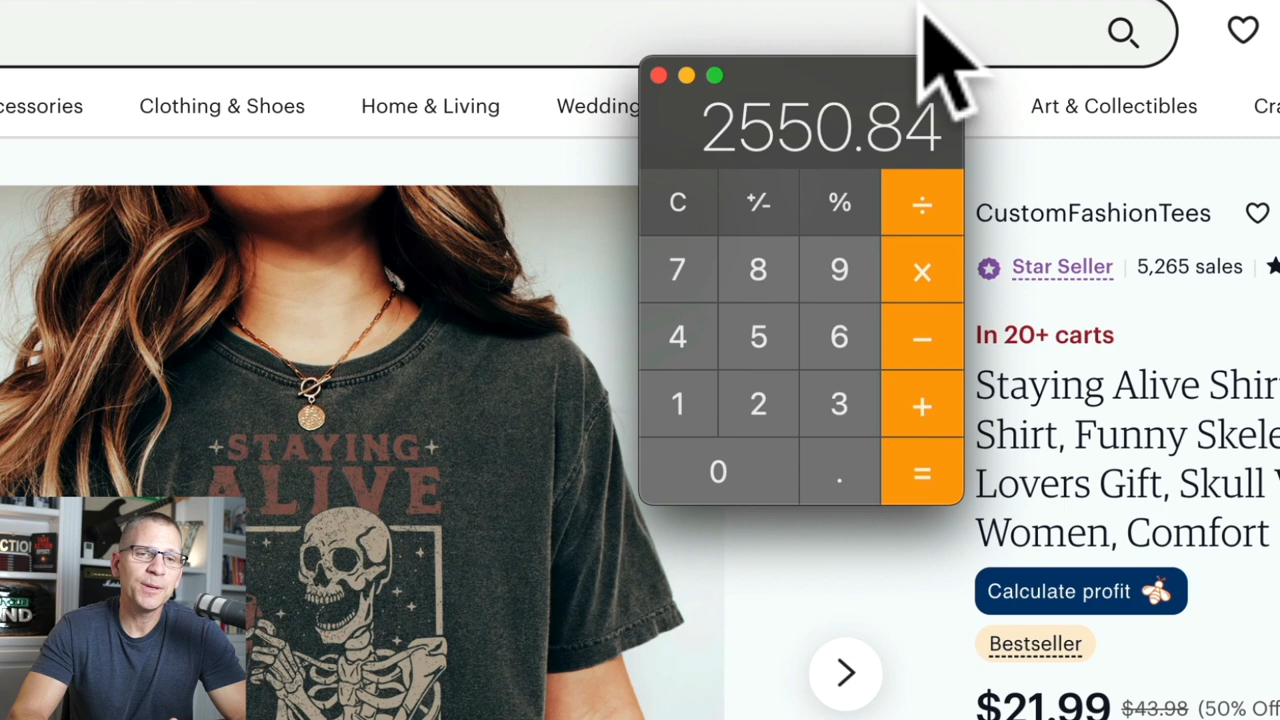 cessories
Clothing & Shoes
Home & Living
Wedding
Art & Collectibles
Cra
2550.84
C
+/-
%
÷
7
8
9
×
4
5
6
−
1
2
3
+
0
.
=
CustomFashionTees
Star Seller
5,265 sales
In 20+ carts
Staying Alive Shir
Shirt, Funny Skele
Lovers Gift, Skull
Women, Comfort
Calculate profit
Bestseller
$21.99 $43.98 (50% Off
STAYING
ALIVE